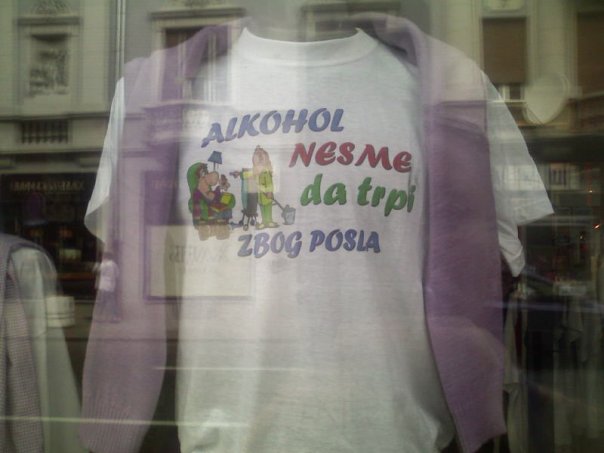 ALKOHOL
NESME
da trpi
ZBOG POSLA